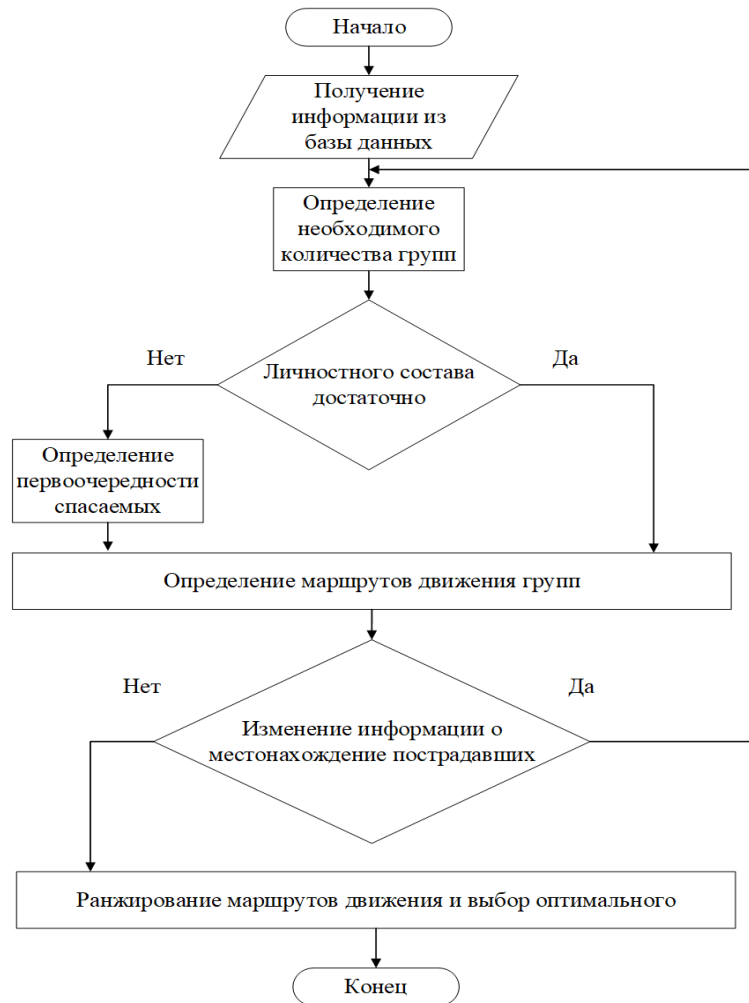 Начало
Получение
информации из
базы данных
Определение
необходимого
количества групп
Нет
Да
Личностного состава
достаточно
Определение
первоочередности
спасаемых
Определение маршрутов движения групп
Нет
Да
Изменение информации о
местонахождение пострадавших
Ранжирование маршрутов движения и выбор оптимального
Конец